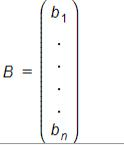 b₁
.
.
B = .
.
bₙ